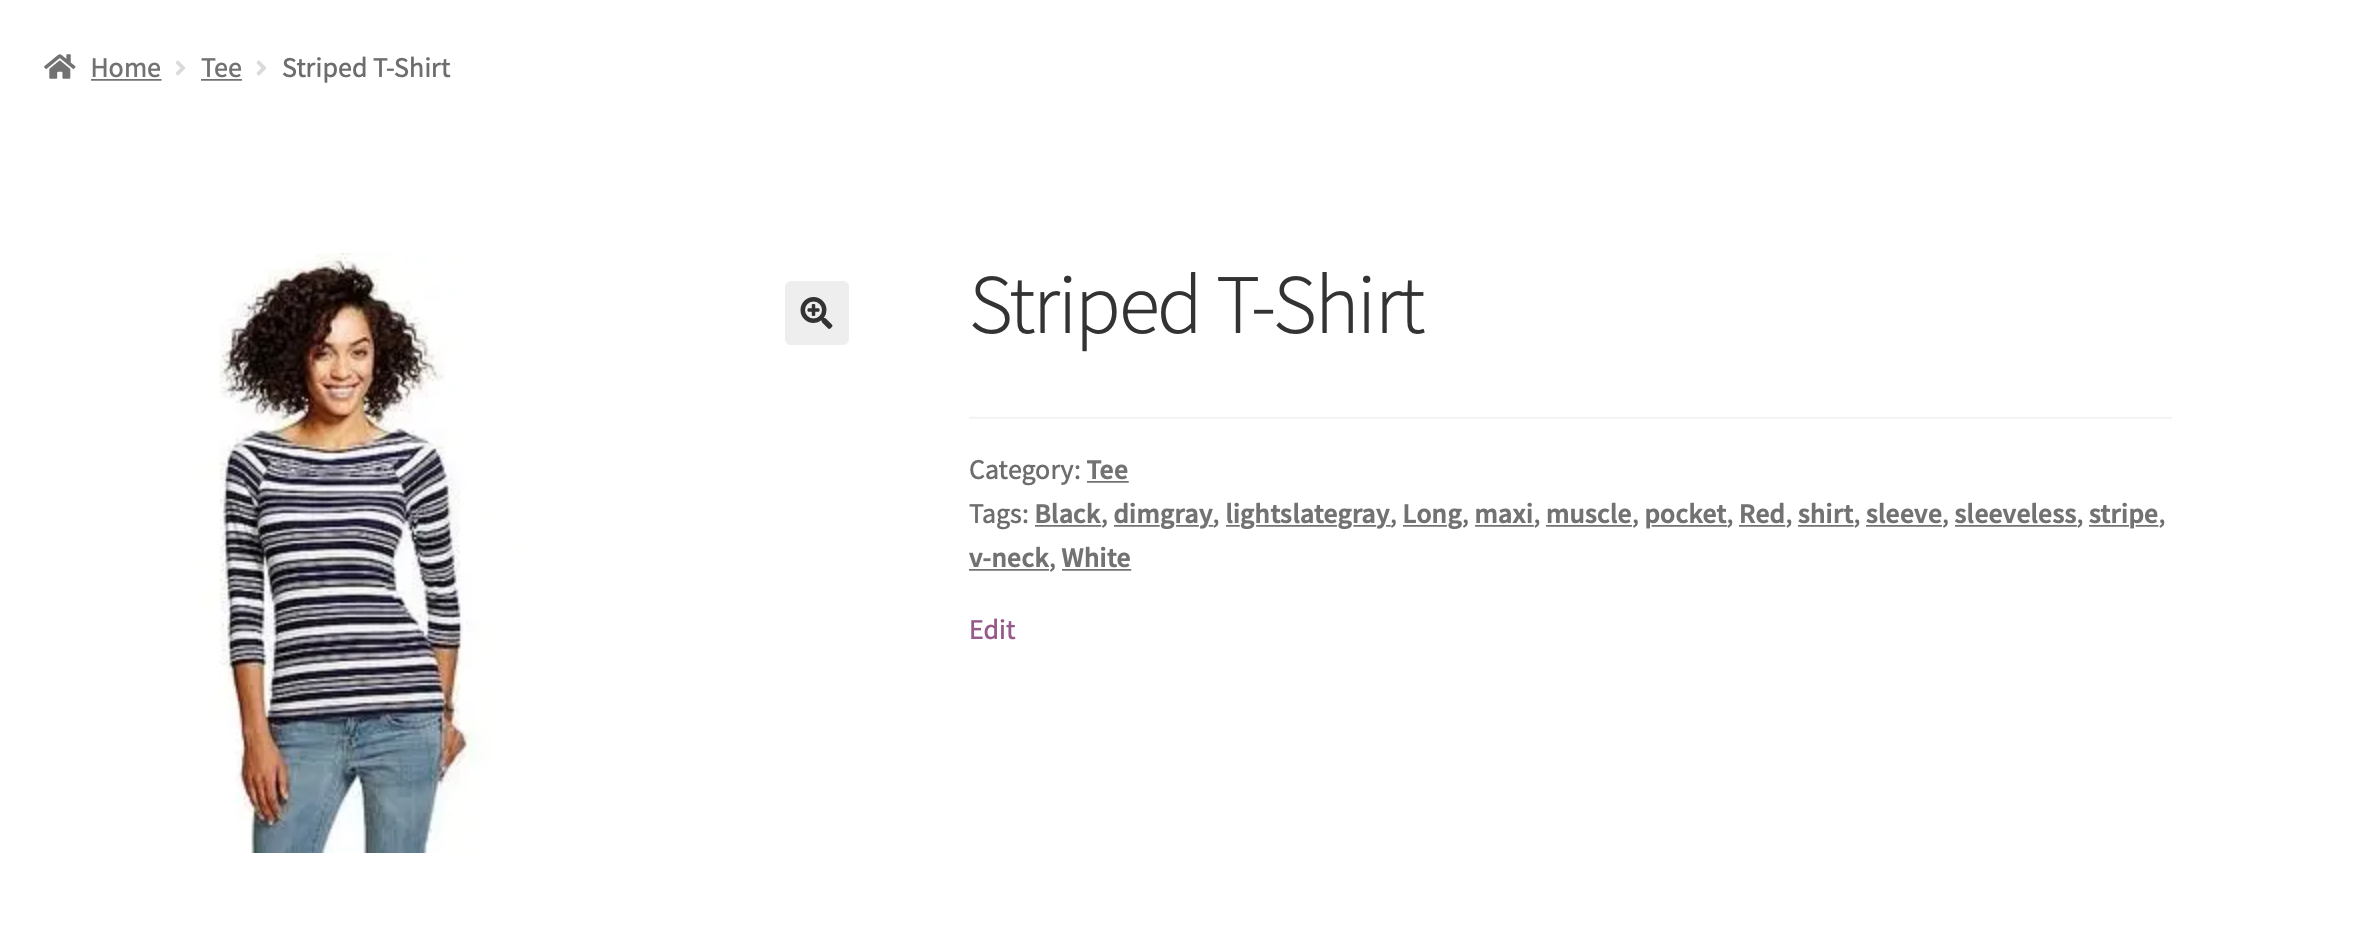 Home > Tee > Striped T-Shirt
Striped T-Shirt
Category: Tee
Tags: Black, dimgray, lightslategray, Long, maxi, muscle, pocket, Red, shirt, sleeve, sleeveless, stripe,
v-neck, White
Edit